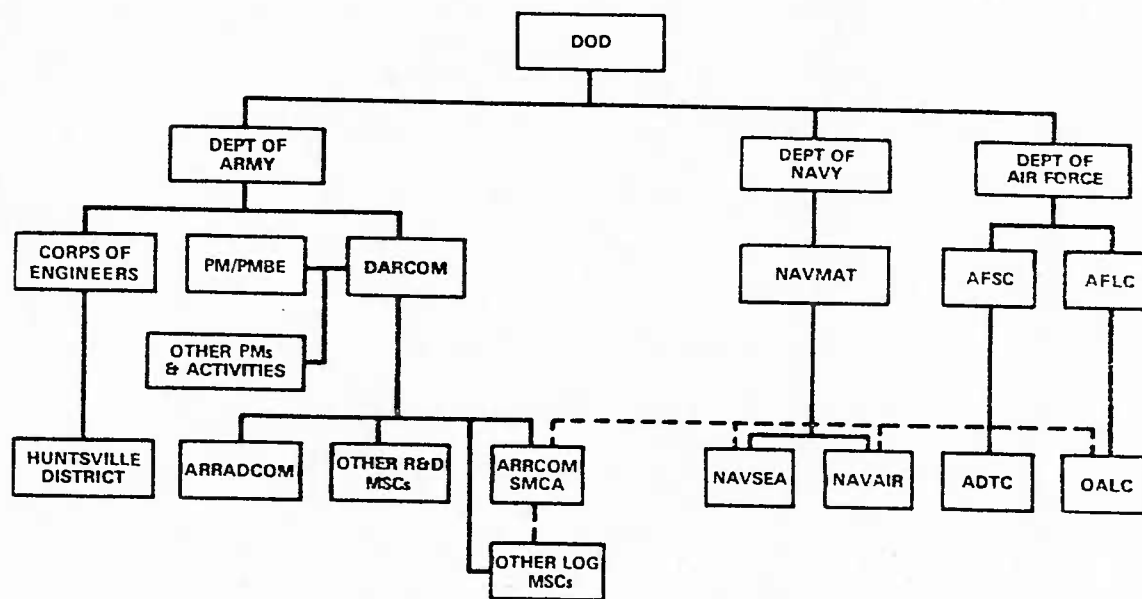 DOD
DEPT OF
ARMY
DEPT OF
NAVY
DEPT OF
AIR FORCE
CORPS OF
ENGINEERS
PM/PMBE
DARCOM
NAVMAT
AFSC
AFLC
OTHER PMs
& ACTIVITIES
HUNTSVILLE
DISTRICT
ARRADCOM
OTHER R&D
MSCs
ARRCOM
SMCA
NAVSEA
NAVAIR
ADTC
OALC
OTHER LOG
MSCs